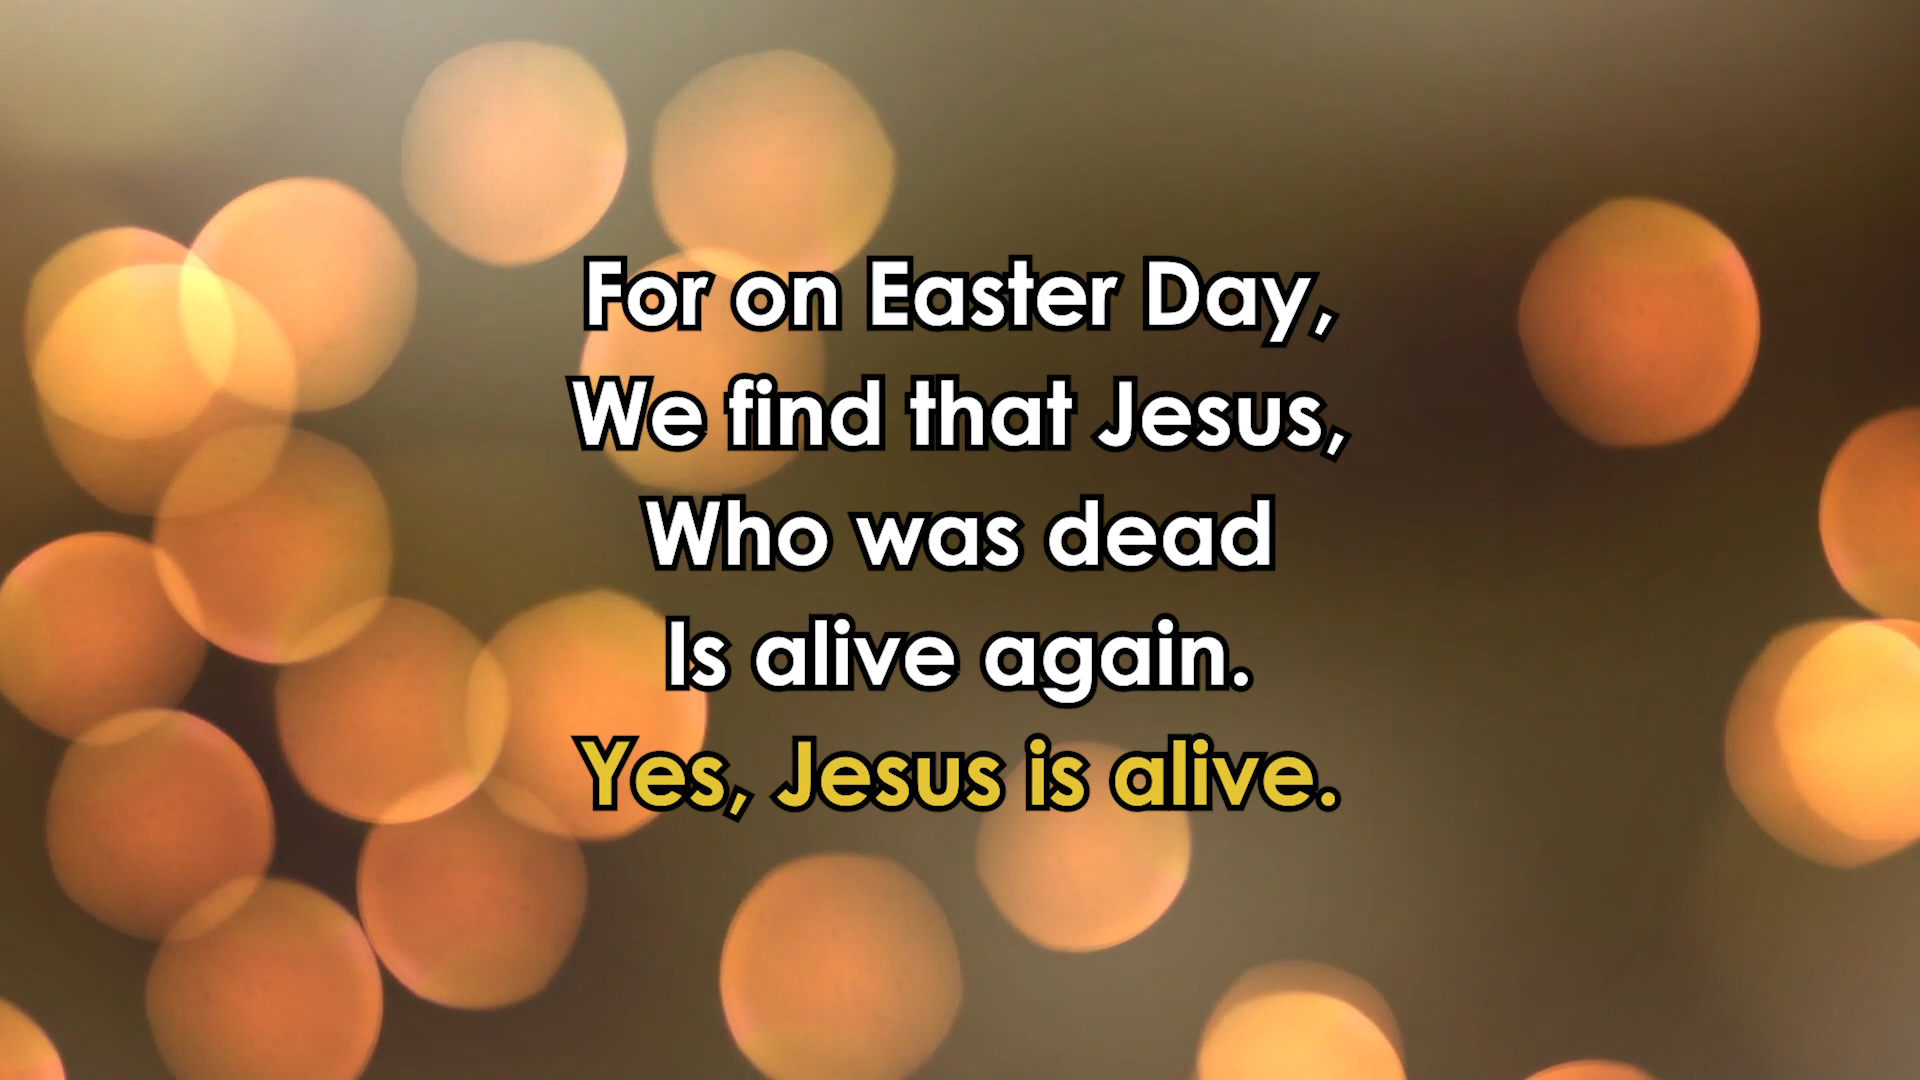 For on Easter Day,
We find that Jesus,
Who was dead
Is alive again.
Yes, Jesus is alive.